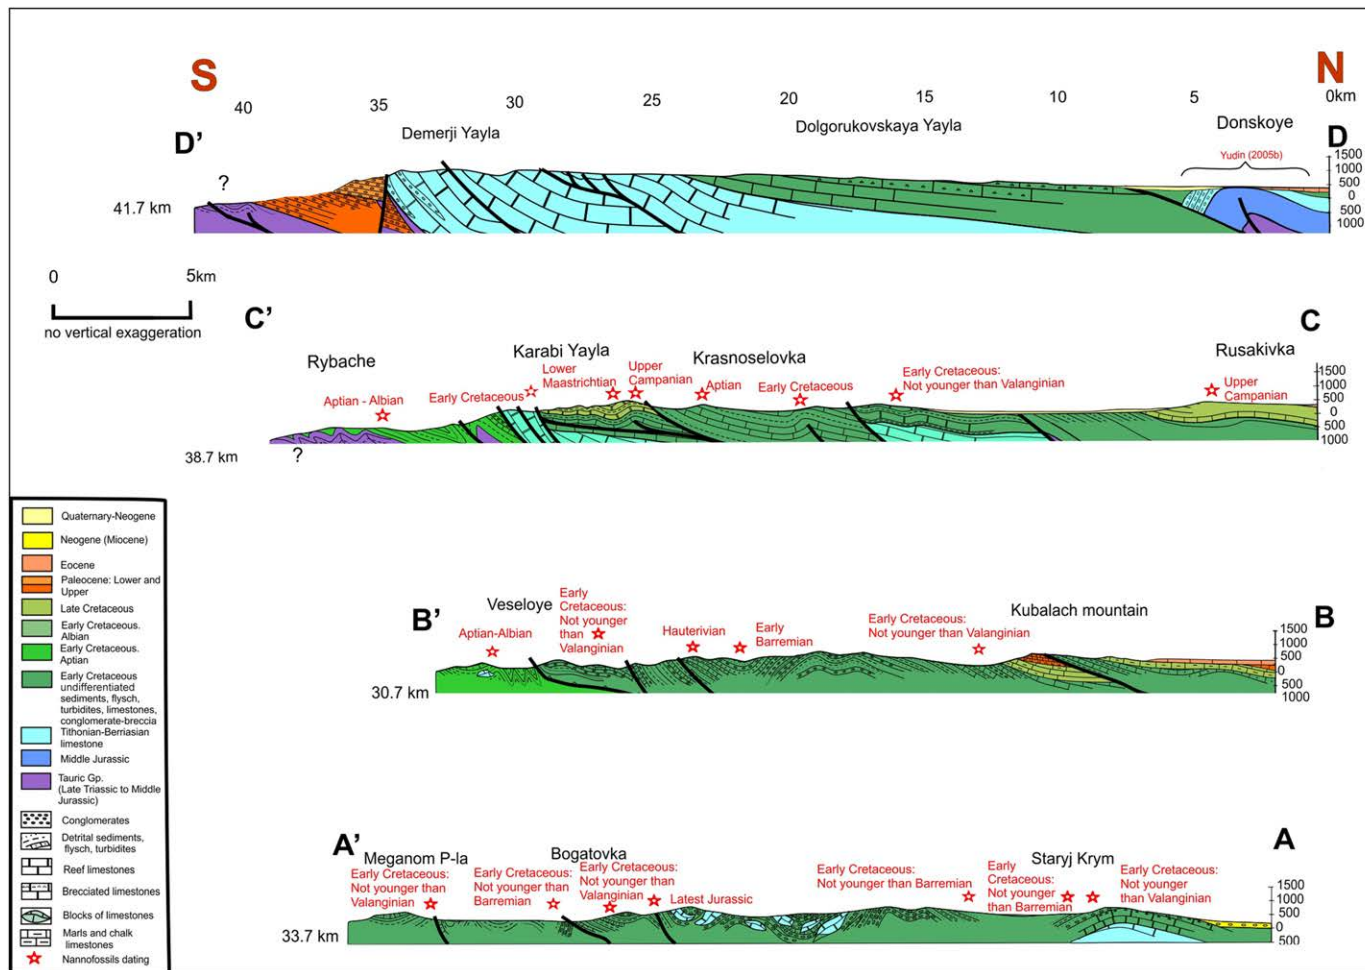 S
N
40
35
30
25
20
15
10
5
0km
Demerji Yayla
Dolgorukovskaya Yayla
Donskoye
D'
D
Yudin (2005b)
?
1500
1000
500
0
500
1000
41.7 km
0
5km
no vertical exaggeration
C'
C
Rybache
Karabi Yayla
Krasnoselovka
Rusakivka
Aptian - Albian
Early Cretaceous
Lower
Maastrichtian
Upper
Campanian
Aptian
Early Cretaceous
Early Cretaceous:
Not younger than Valanginian
Upper
Campanian
1500
1000
500
0
500
1000
38.7 km
?
Quaternary-Neogene
Neogene (Miocene)
Eocene
Paleocene: Lower and
Upper
Late Cretaceous
Early Cretaceous.
Albian
Early Cretaceous.
Aptian
Early Cretaceous
undifferentiated
sediments, flysch,
turbidites, limestones,
conglomerate-breccia
Tithonian-Berriasian
limestone
Middle Jurassic
Tauric Gp.
(Late Triassic to Middle
Jurassic)
Conglomerates
Detrital sediments,
flysch, turbidites
Reef limestones
Brecciated limestones
Blocks of limestones
Marls and chalk
limestones
Nannofossils dating
B'
B
Veseloye
Kubalach mountain
Aptian-Albian
Early
Cretaceous:
Not younger
than
Valanginian
Hauterivian
Early
Barremian
Early Cretaceous:
Not younger than Valanginian
1500
1000
500
0
500
1000
30.7 km
A'
A
Meganom P-la
Bogatovka
Staryj Krym
Early Cretaceous:
Not younger than
Valanginian
Early Cretaceous:
Not younger than
Barremian
Early Cretaceous:
Not younger than
Valanginian
Latest Jurassic
Early Cretaceous:
Not younger than Barremian
Early
Cretaceous:
Not younger
than Barremian
Early Cretaceous:
Not younger
than Valanginian
1500
1000
500
0
500
33.7 km